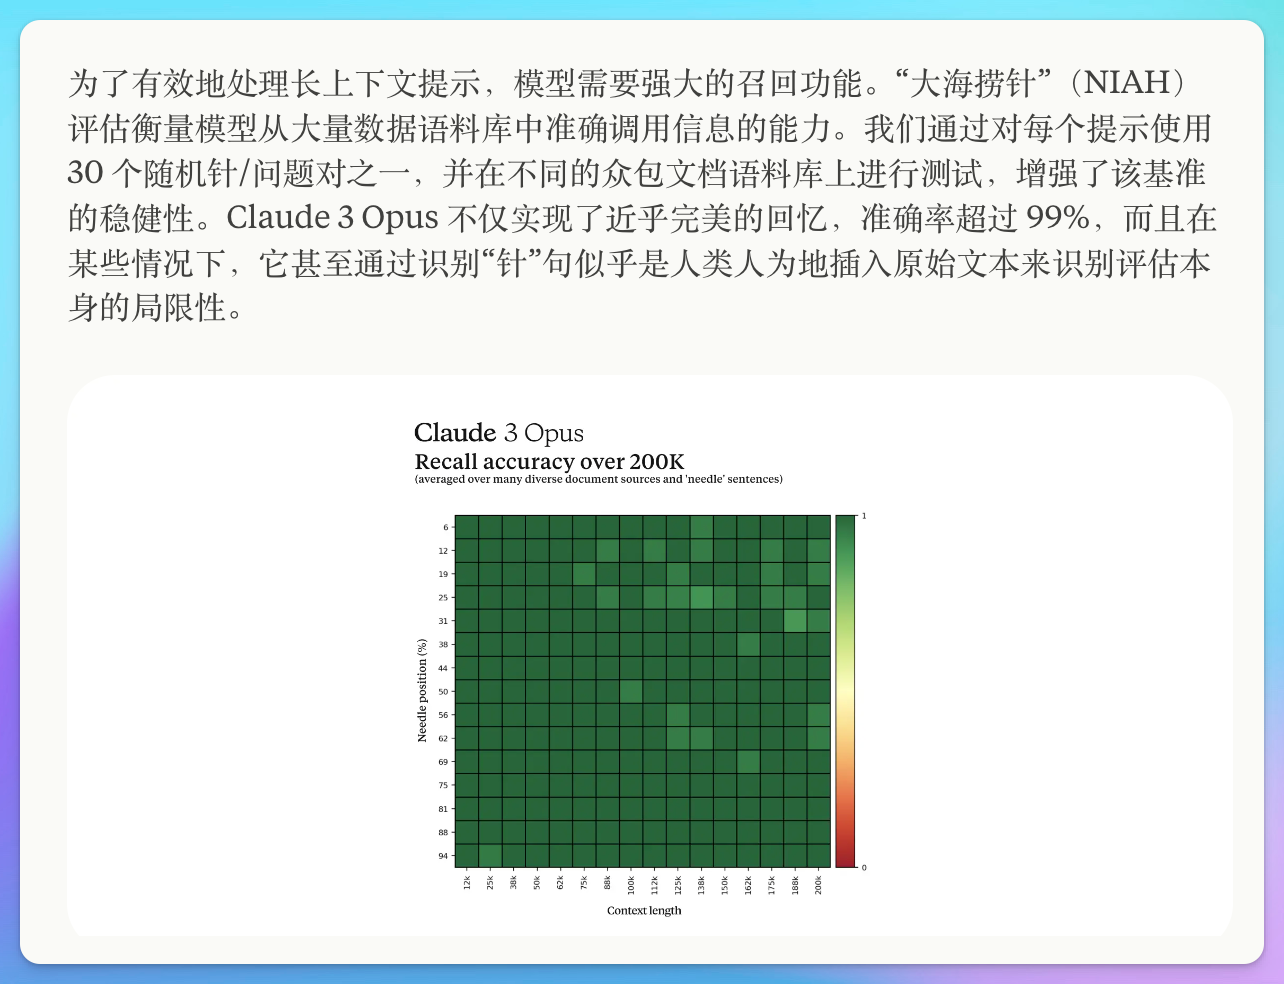 为了有效地处理长上下文提示，模型需要强大的召回功能。“大海捞针”（NIAH）
评估衡量模型从大量数据语料库中准确调用信息的能力。我们通过对每个提示使用
30 个随机针/问题对之一，并在不同的众包文档语料库上进行测试，增强了该基准
的稳健性。Claude 3 Opus 不仅实现了近乎完美的回忆，准确率超过 99%，而且在
某些情况下，它甚至通过识别“针”句似乎是人类人为地插入原始文本来识别评估本
身的局限性。
Claude 3 Opus
Recall accuracy over 200K
(averaged over many diverse document sources and 'needle' sentences)
Needle position (%)
6
12
19
25
31
38
44
50
56
62
69
75
81
88
94
12k 25k 38k 50k 62k 75k 88k 100k 112k 125k 138k 150k 162k 175k 188k 200k
Context length
1
0